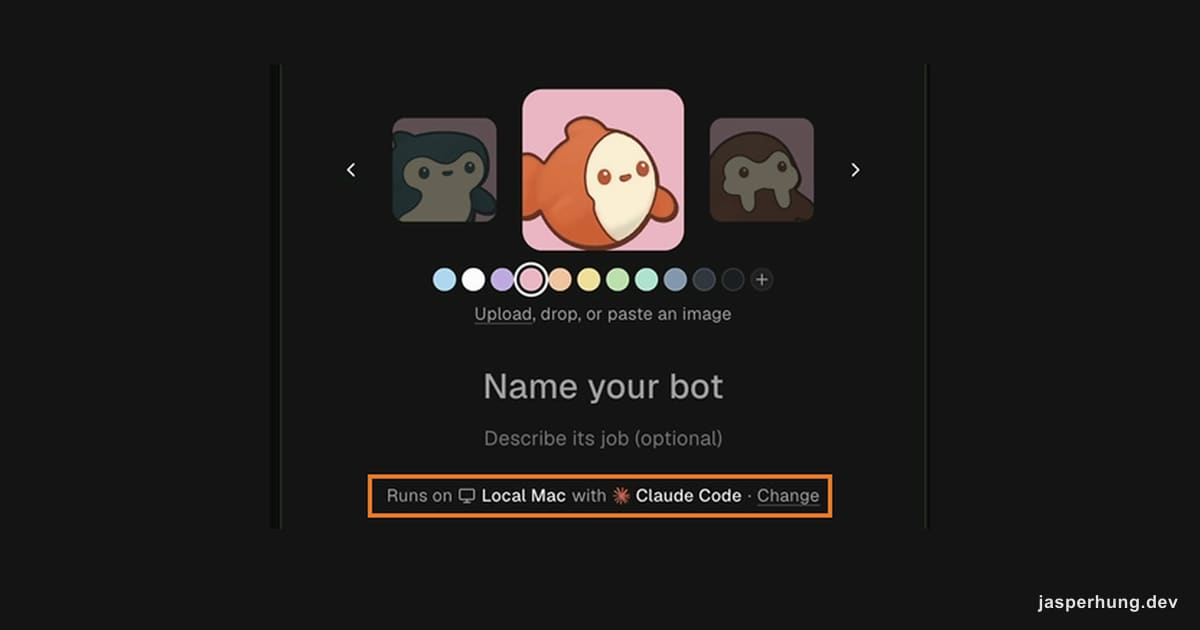 Upload, drop, or paste an image
Name your bot
Describe its job (optional)
Runs on Local Mac with Claude Code · Change
jasperhung.dev